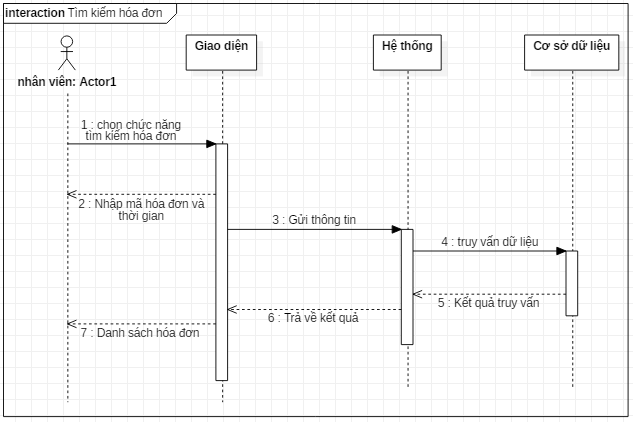 interaction Tìm kiếm hóa đơn
Giao diện
Hệ thống
Cơ sở dữ liệu
nhân viên: Actor1
1 : chọn chức năng
tìm kiếm hóa đơn
2 : Nhập mã hóa đơn và
thời gian
3 : Gửi thông tin
4 : truy vấn dữ liệu
5 : Kết quả truy vấn
6 : Trả về kết quả
7 : Danh sách hóa đơn